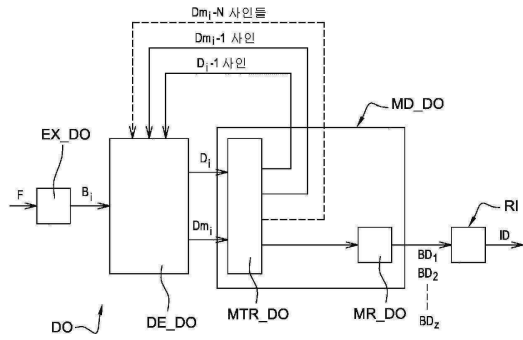 Dmi-N 사인들
Dmi-1 사인
Di-1 사인
MD_DO
EX_DO
F
Bi
Di
Dmi
RI
ID
BD1
BD2
BDz
DO
DE_DO
MTR_DO
MR_DO